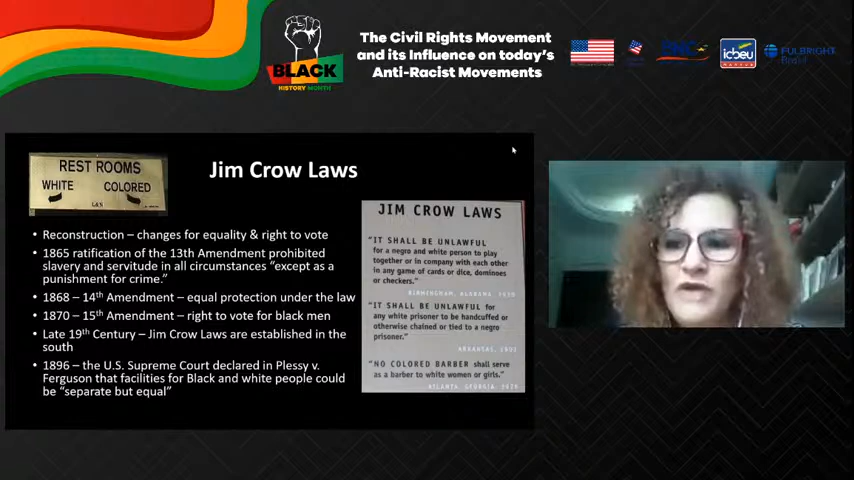 The Civil Rights Movement
and its Influence on today's
Anti-Racist Movements
BLACK
HISTORY MONTH
icbeu
MANAUS
FULBRIGHT
Brasil
REST ROOMS
WHITE COLORED
L&N
Jim Crow Laws
• Reconstruction – changes for equality & right to vote
• 1865 ratification of the 13th Amendment prohibited
slavery and servitude in all circumstances "except as a
punishment for crime."
• 1868 – 14th Amendment – equal protection under the law
• 1870 – 15th Amendment – right to vote for black men
• Late 19th Century – Jim Crow Laws are established in the
south
• 1896 – the U.S. Supreme Court declared in Plessy v.
Ferguson that facilities for Black and white people could
be "separate but equal"
JIM CROW LAWS
"IT SHALL BE UNLAWFUL
for a negro and white person to play
together or in company with each other
in any game of cards or dice, dominoes
or checkers."
BIRMINGHAM, ALABAMA
"IT SHALL BE UNLAWFUL for
any white prisoner to be handcuffed or
otherwise chained or tied to a negro
prisoner."
ARKANSAS, 1903
"NO COLORED BARBER shall serve
as a barber to white women or girls."
ATLANTA, GEORGIA